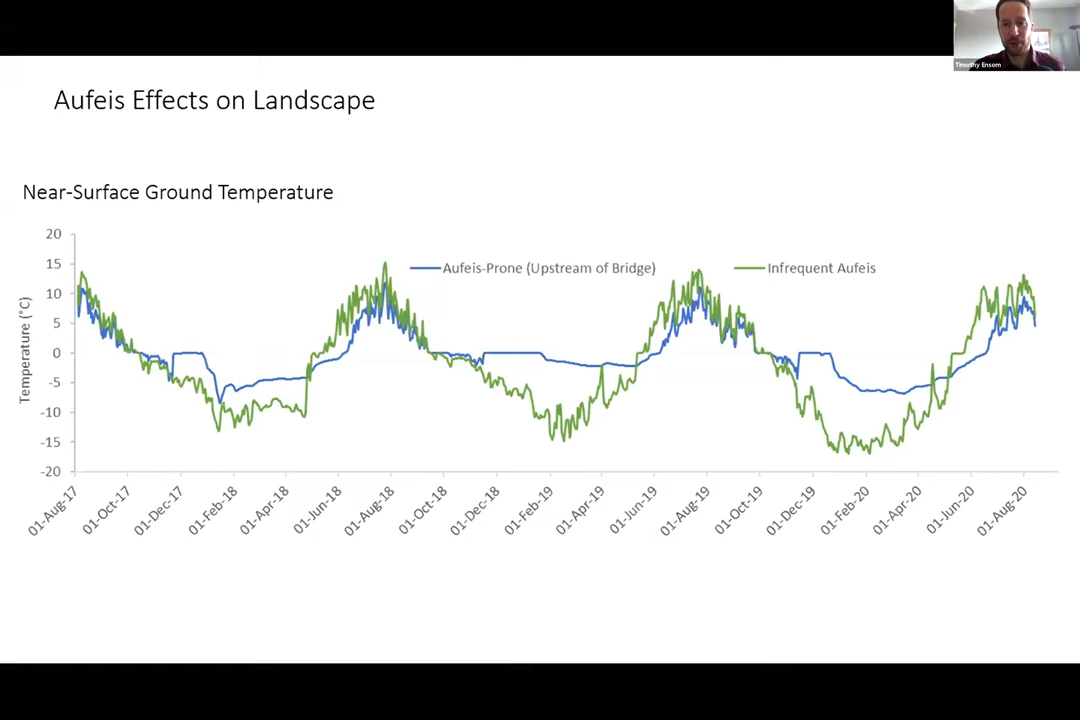 Timothy Ensom
Aufeis Effects on Landscape
Near-Surface Ground Temperature
Temperature (°C)
20
15
10
5
0
-5
-10
-15
-20
Aufeis-Prone (Upstream of Bridge)
Infrequent Aufeis
01-Aug-17
01-Oct-17
01-Dec-17
01-Feb-18
01-Apr-18
01-Jun-18
01-Aug-18
01-Oct-18
01-Dec-18
01-Feb-19
01-Apr-19
01-Jun-19
01-Aug-19
01-Oct-19
01-Dec-19
01-Feb-20
01-Apr-20
01-Jun-20
01-Aug-20